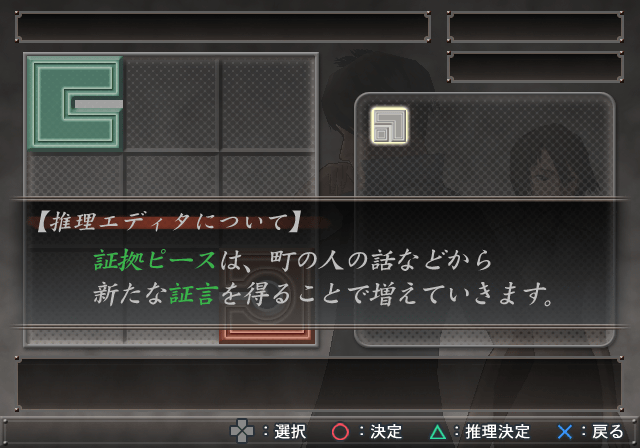 【推理エディタについて】
証拠ピースは、町の人の話などから
新たな証言を得ることで増えていきます。
：選択 ：決定 ：推理決定 ：戻る